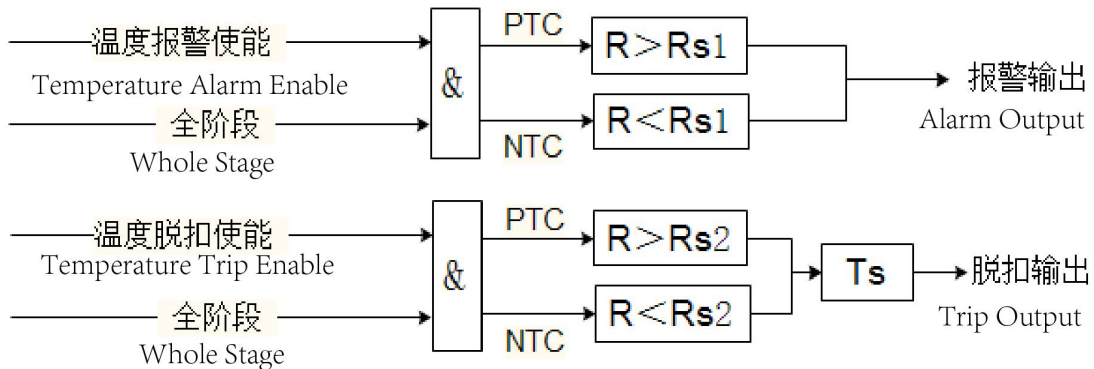 温度报警使能
Temperature Alarm Enable
全阶段
Whole Stage
&
PTC
R＞Rs1
NTC
R＜Rs1
报警输出
Alarm Output
温度脱扣使能
Temperature Trip Enable
全阶段
Whole Stage
&
PTC
R＞Rs2
NTC
R＜Rs2
Ts
脱扣输出
Trip Output